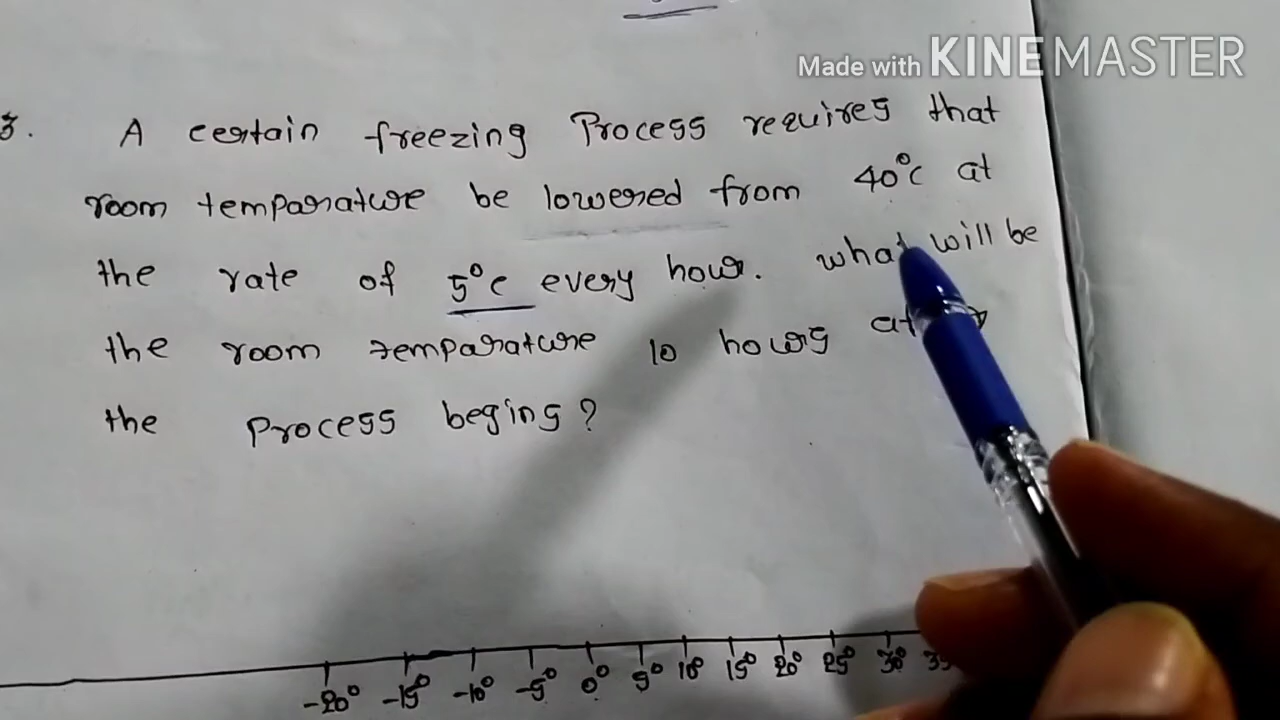 Made with KINEMASTER
3. A certain freezing Process requires that
room temparature be lowered from 40°c at
the rate of 5°c every hour. what will be
the room temparature 10 hours
the process begins?
-20° -15° -10° -5° 0° 5° 10° 15° 20° 25° 30°